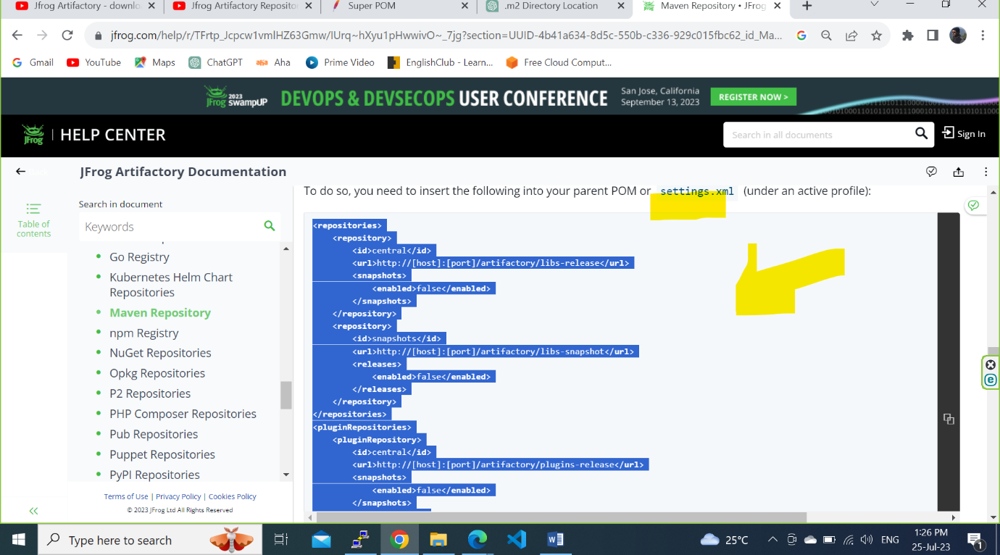 Jfrog Artifactory - downlo
Jfrog Artifactory Reposito
Super POM
.m2 Directory Location
Maven Repository • JFrog
jfrog.com/help/r/TFrtp_Jcpcw1vmlHZ63Gmw/IUrq~hXyu1pHwwivO~_7jg?section=UUID-4b41a634-8d5c-550b-c336-929c015fbc62_id_Ma...
Gmail
YouTube
Maps
ChatGPT
Aha
Prime Video
EnglishClub - Learn...
Free Cloud Comput...
JFrog 2023 swampUP
DEVOPS & DEVSECOPS USER CONFERENCE
San Jose, California
September 13, 2023
REGISTER NOW >
JFrog | HELP CENTER
Search in all documents
Sign In
JFrog Artifactory Documentation
Table of
contents
Search in document
Keywords
Go Registry
Kubernetes Helm Chart
Repositories
Maven Repository
npm Registry
NuGet Repositories
Opkg Repositories
P2 Repositories
PHP Composer Repositories
Pub Repositories
Puppet Repositories
PyPI Repositories
Terms of Use | Privacy Policy | Cookies Policy
© 2023 JFrog Ltd All Rights Reserved
To do so, you need to insert the following into your parent POM or settings.xml (under an active profile):
<repositories>
<repository>
<id>central</id>
<url>http://[host]:[port]/artifactory/libs-release</url>
<snapshots>
<enabled>false</enabled>
</snapshots>
</repository>
<repository>
<id>snapshots</id>
<url>http://[host]:[port]/artifactory/libs-snapshot</url>
<releases>
<enabled>false</enabled>
</releases>
</repository>
</repositories>
<pluginRepositories>
<pluginRepository>
<id>central</id>
<url>http://[host]:[port]/artifactory/plugins-release</url>
<snapshots>
<enabled>false</enabled>
</snapshots>
Type here to search
25°C
ENG
1:26 PM
25-Jul-23
1